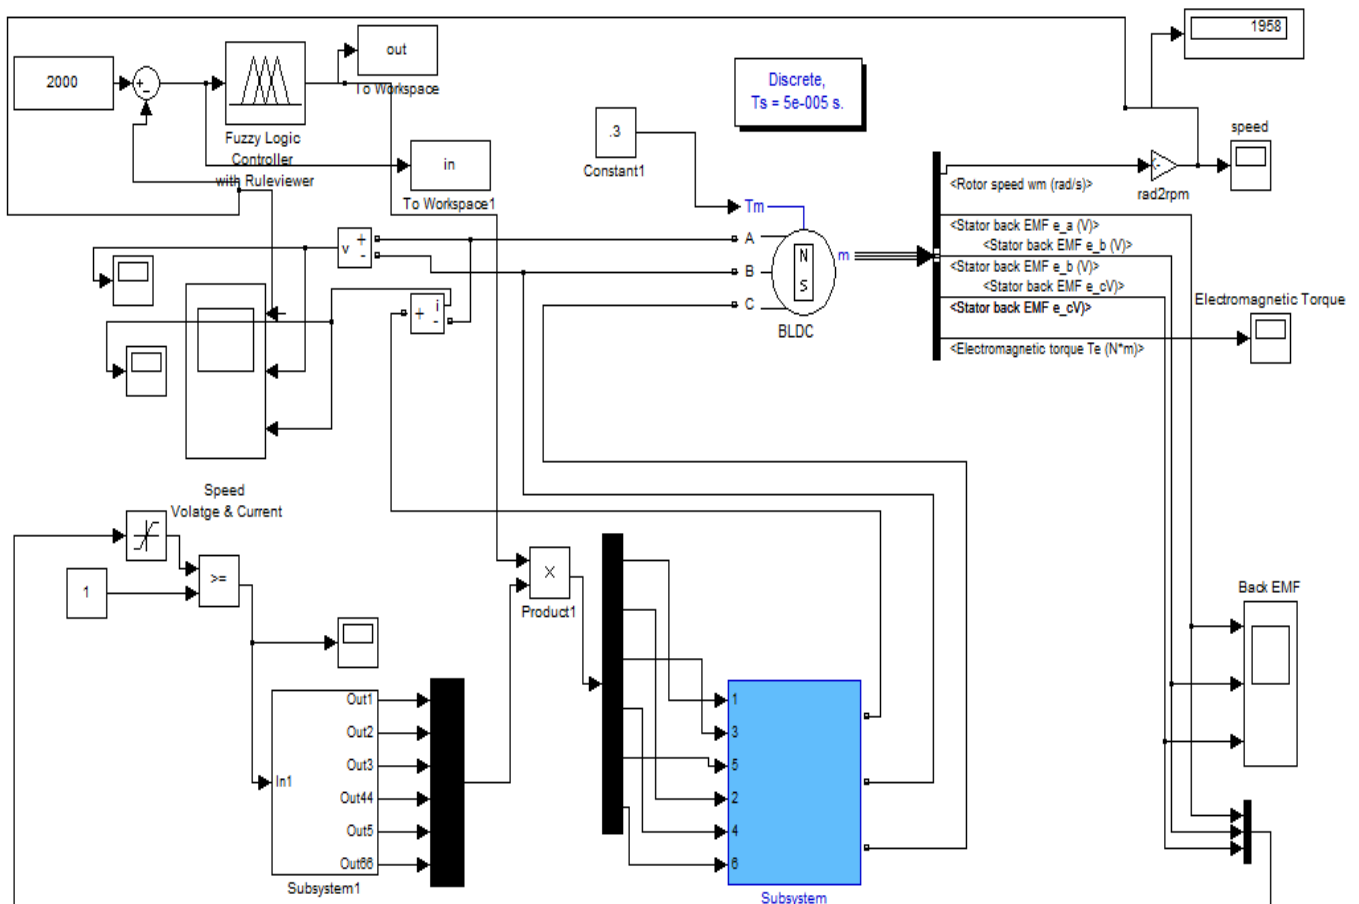 1958
out
2000
To Workspace
Discrete,
Ts = 5e-005 s.
Fuzzy Logic
Controller
with Ruleviewer
in
To Workspace1
.3
Constant1
speed
rad2rpm
<Rotor speed wm (rad/s)>
Tm
<Stator back EMF e_a (V)>
<Stator back EMF e_b (V)>
<Stator back EMF e_b (V)>
<Stator back EMF e_cV)>
<Stator back EMF e_cV)>
<Electromagnetic torque Te (N*m)>
v
+
-
A
B
C
N
S
m
BLDC
+
i
-
Electromagnetic Torque
Speed
Volatge & Current
>=
1
X
Product1
Back EMF
In1
Out1
Out2
Out3
Out44
Out5
Out66
Subsystem1
1
3
5
2
4
6
Subsystem